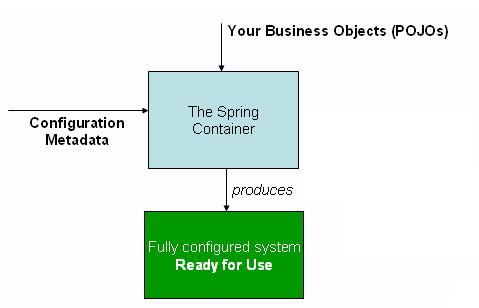 Your Business Objects (POJOs)
The Spring
Container
Configuration
Metadata
produces
Fully configured system
Ready for Use